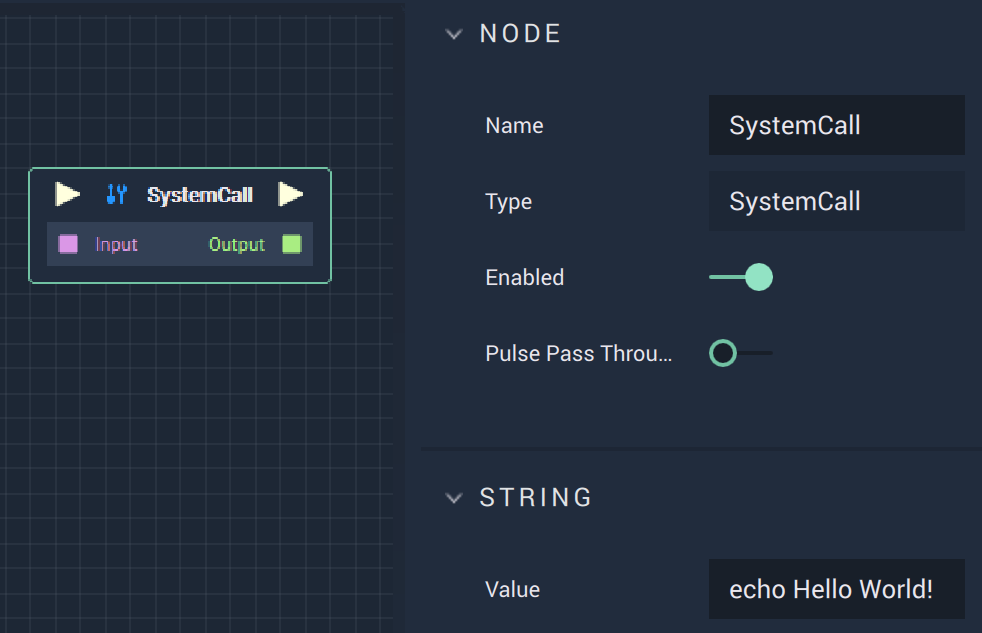 SystemCall
Input Output
NODE
Name SystemCall
Type SystemCall
Enabled
Pulse Pass Throu...
STRING
Value echo Hello World!